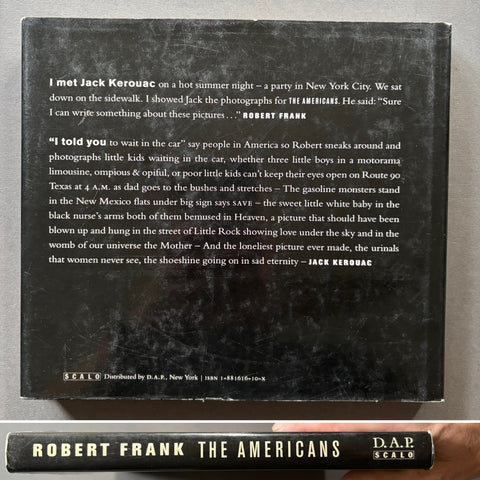 I met Jack Kerouac on a hot summer night – a party in New York City. We sat
down on the sidewalk. I showed Jack the photographs for THE AMERICANS. He said: “Sure
I can write something about these pictures . . .” ROBERT FRANK
“I told you to wait in the car” say people in America so Robert sneaks around and
photographs little kids waiting in the car, whether three little boys in a motorama
limousine, ompious & opiful, or poor little kids can’t keep their eyes open on Route 90
Texas at 4 A.M. as dad goes to the bushes and stretches – The gasoline monsters stand
in the New Mexico flats under big sign says SAVE – the sweet little white baby in the
black nurse’s arms both of them bemused in Heaven, a picture that should have been
blown up and hung in the street of Little Rock showing love under the sky and in the
womb of our universe the Mother – And the loneliest picture ever made, the urinals
that women never see, the shoeshine going on in sad eternity – JACK KEROUAC
SCALO Distributed by D.A.P., New York | ISBN 1-881616-10-X
ROBERT FRANK THE AMERICANS D.A.P.
SCALO